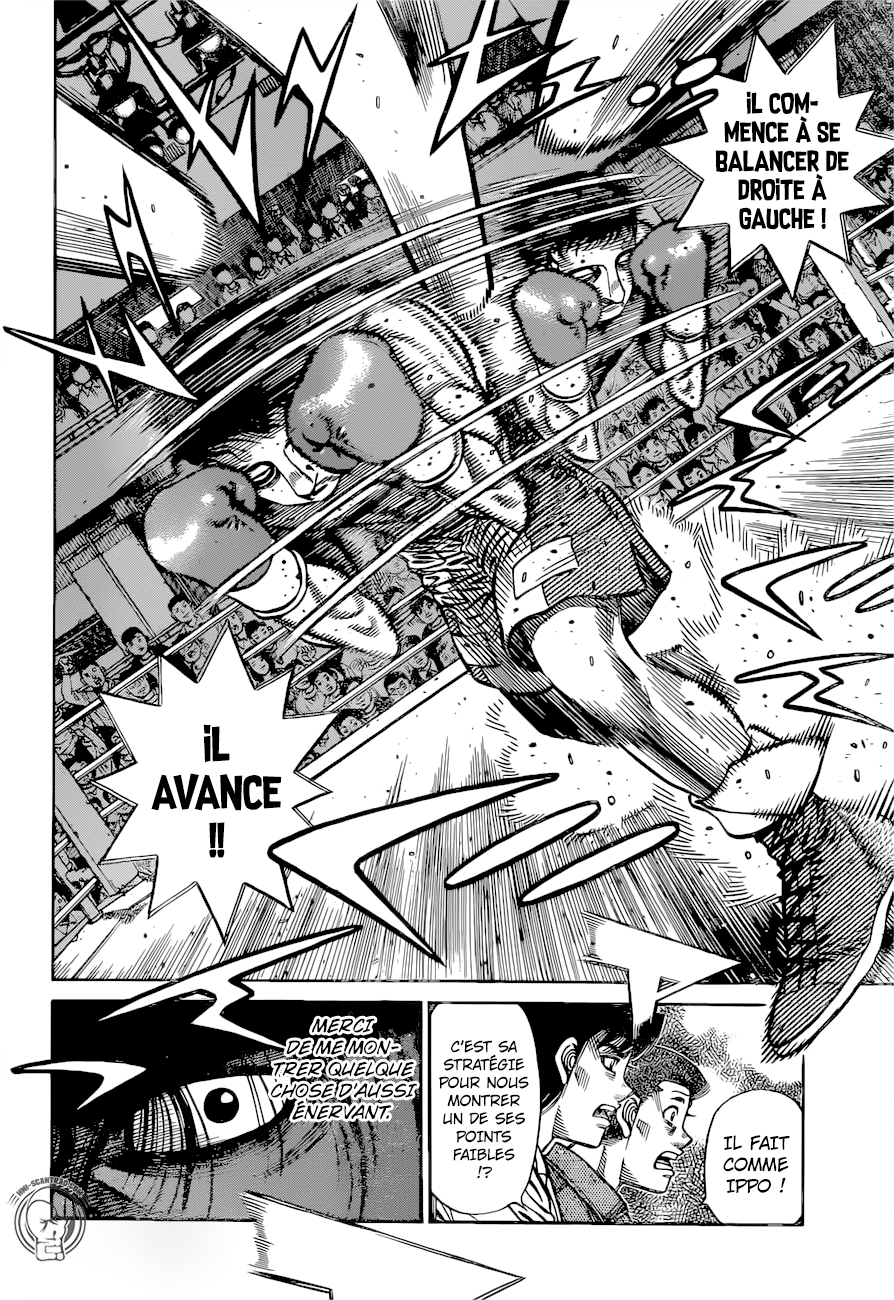 IL COM-
MENCE À SE
BALANCER DE
DROITE À
GAUCHE !
IL
AVANCE
!!
IL FAIT
COMME
IPPO !
C'EST SA
STRATÉGIE
POUR NOUS
MONTRER
UN DE SES
POINTS
FAIBLES
!?
MERCI
DE ME MON-
TRER QUELQUE
CHOSE D'AUSSI
ÉNERVANT.